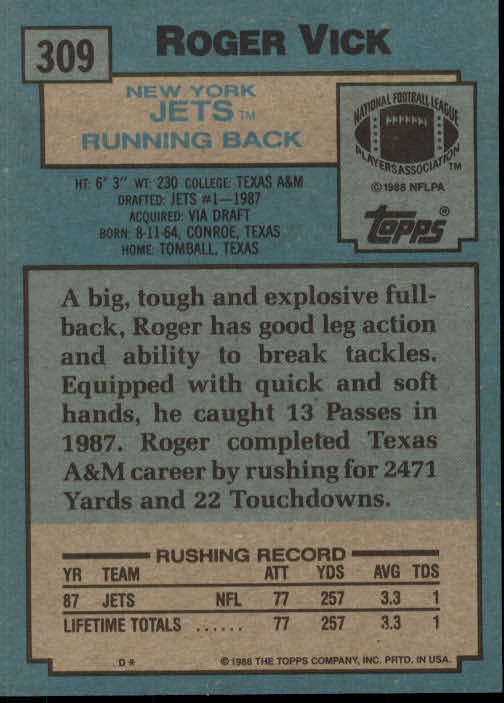 309
ROGER VICK
NEW YORK
JETS™
RUNNING BACK
NATIONAL FOOTBALL LEAGUE
PLAYERS ASSOCIATION™
©1988 NFLPA
TOPPS®
HT: 6' 3" WT: 230 COLLEGE: TEXAS A&M
DRAFTED: JETS #1—1987
ACQUIRED: VIA DRAFT
BORN: 8-11-64, CONROE, TEXAS
HOME: TOMBALL, TEXAS
A big, tough and explosive full-
back, Roger has good leg action
and ability to break tackles.
Equipped with quick and soft
hands, he caught 13 Passes in
1987. Roger completed Texas
A&M career by rushing for 2471
Yards and 22 Touchdowns.
RUSHING RECORD
YR TEAM ATT YDS AVG TDS
87 JETS NFL 77 257 3.3 1
LIFETIME TOTALS ...... 77 257 3.3 1
D* ©1988 THE TOPPS COMPANY, INC. PRTD. IN USA.